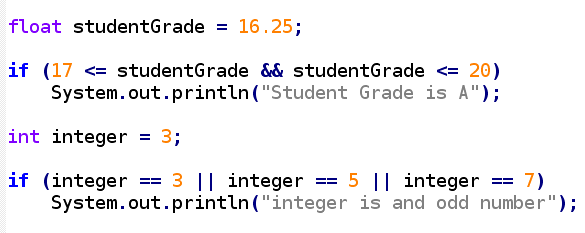 float studentGrade = 16.25;
if (17 <= studentGrade && studentGrade <= 20)
System.out.println("Student Grade is A");
int integer = 3;
if (integer == 3 || integer == 5 || integer == 7)
System.out.println("integer is and odd number");